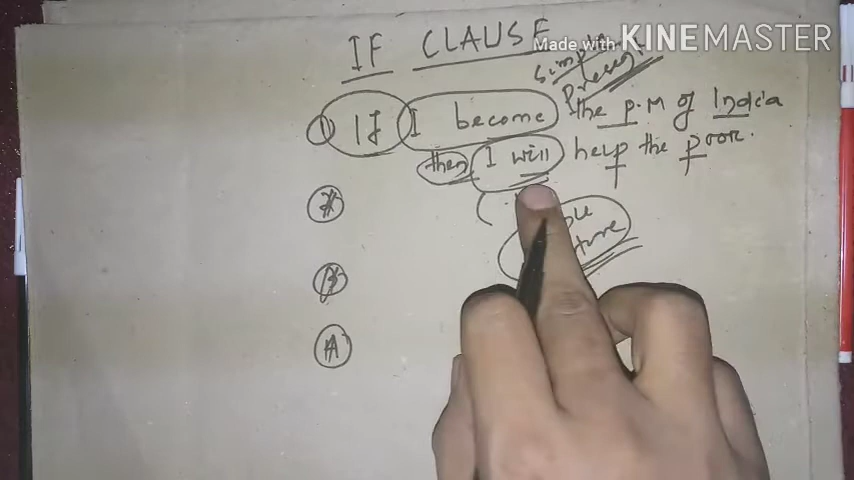 IF CLAUSE
Made with KINEMASTER
Simple
Present
① If I become the P.M of India
then I will help the poor.